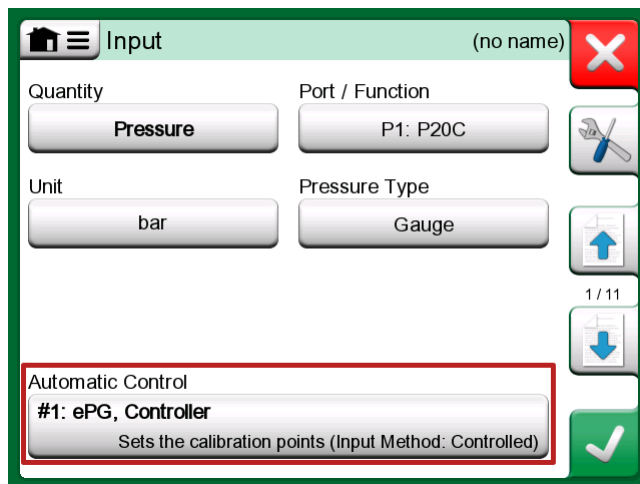 Input
(no name)
Quantity
Port / Function
Pressure
P1: P20C
Unit
Pressure Type
bar
Gauge
1 / 11
Automatic Control
#1: ePG, Controller
Sets the calibration points (Input Method: Controlled)